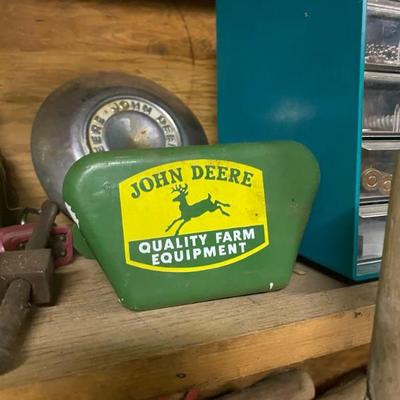 JOHN DEERE
JOHN DEERE
QUALITY FARM
EQUIPMENT